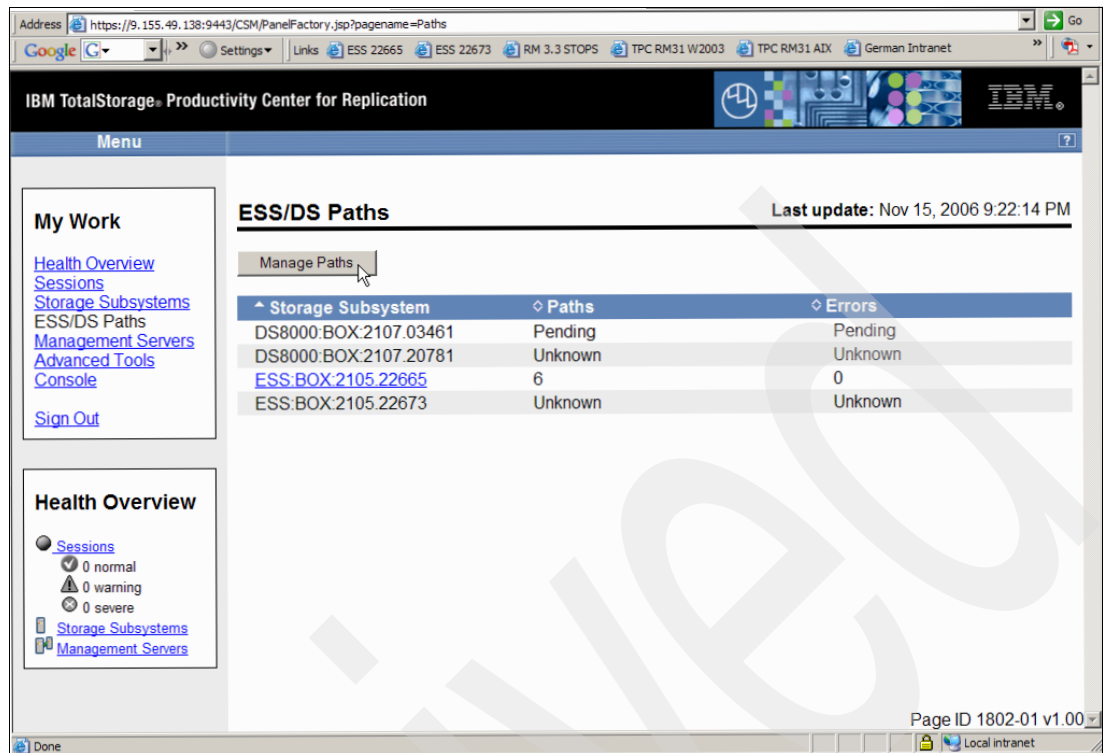 Address https://9.155.49.138:9443/CSM/PanelFactory.jsp?pagename=Paths Go
Google G Settings Links ESS 22665 ESS 22673 RM 3.3 STOPS TPC RM31 W2003 TPC RM31 AIX German Intranet
IBM TotalStorage® Productivity Center for Replication IBM®
Menu ?
My Work
Health Overview
Sessions
Storage Subsystems
ESS/DS Paths
Management Servers
Advanced Tools
Console
Sign Out
Health Overview
Sessions
0 normal
0 warning
0 severe
Storage Subsystems
Management Servers
ESS/DS Paths Last update: Nov 15, 2006 9:22:14 PM
Manage Paths
Storage Subsystem Paths Errors
DS8000:BOX:2107.03461 Pending Pending
DS8000:BOX:2107.20781 Unknown Unknown
ESS:BOX:2105.22665 6 0
ESS:BOX:2105.22673 Unknown Unknown
Page ID 1802-01 v1.00
Done Local intranet